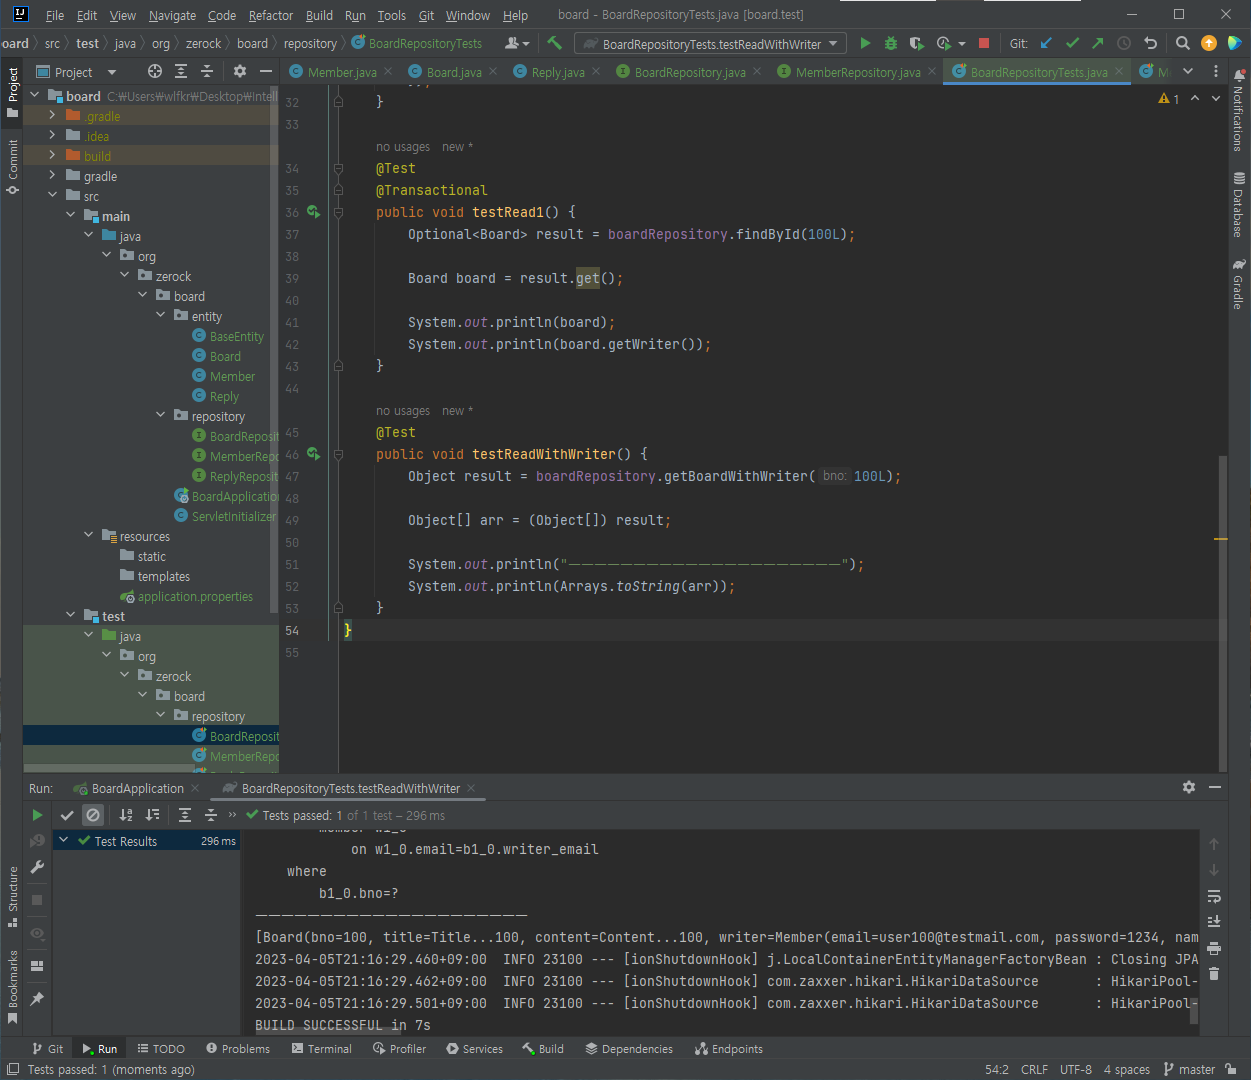 File Edit View Navigate Code Refactor Build Run Tools Git Window Help board - BoardRepositoryTests.java [board.test]
oard src test java org zerock board repository BoardRepositoryTests BoardRepositoryTests.testReadWithWriter Git:
Project Member.java Board.java Reply.java BoardRepository.java MemberRepository.java BoardRepositoryTests.java M
board C:₩Users₩wlfkr₩Desktop₩Intell
.gradle
.idea
build
gradle
src
main
java
org
zerock
board
entity
BaseEntity
Board
Member
Reply
repository
BoardReposit
MemberRepo
ReplyReposit
BoardApplication
ServletInitializer
resources
static
templates
application.properties
test
java
org
zerock
board
repository
BoardReposit
MemberRepo
Project
Commit
Structure
Bookmarks
Notifications
Database
Gradle
1
32 }
33
no usages new *
34 @Test
35 @Transactional
36 public void testRead1() {
37 Optional<Board> result = boardRepository.findById(100L);
38
39 Board board = result.get();
40
41 System.out.println(board);
42 System.out.println(board.getWriter());
43 }
44
no usages new *
45 @Test
46 public void testReadWithWriter() {
47 Object result = boardRepository.getBoardWithWriter( bno: 100L);
48
49 Object[] arr = (Object[]) result;
50
51 System.out.println("—————————————————————");
52 System.out.println(Arrays.toString(arr));
53 }
54 }
55
Run: BoardApplication BoardRepositoryTests.testReadWithWriter
Tests passed: 1 of 1 test – 296 ms
Test Results 296 ms
member w1_0
on w1_0.email=b1_0.writer_email
where
b1_0.bno=?
—————————————————————
[Board(bno=100, title=Title...100, content=Content...100, writer=Member(email=user100@testmail.com, password=1234, nam
2023-04-05T21:16:29.460+09:00 INFO 23100 --- [ionShutdownHook] j.LocalContainerEntityManagerFactoryBean : Closing JPA
2023-04-05T21:16:29.462+09:00 INFO 23100 --- [ionShutdownHook] com.zaxxer.hikari.HikariDataSource : HikariPool-
2023-04-05T21:16:29.501+09:00 INFO 23100 --- [ionShutdownHook] com.zaxxer.hikari.HikariDataSource : HikariPool-
BUILD SUCCESSFUL in 7s
Git Run TODO Problems Terminal Profiler Services Build Dependencies Endpoints
Tests passed: 1 (moments ago) 54:2 CRLF UTF-8 4 spaces master